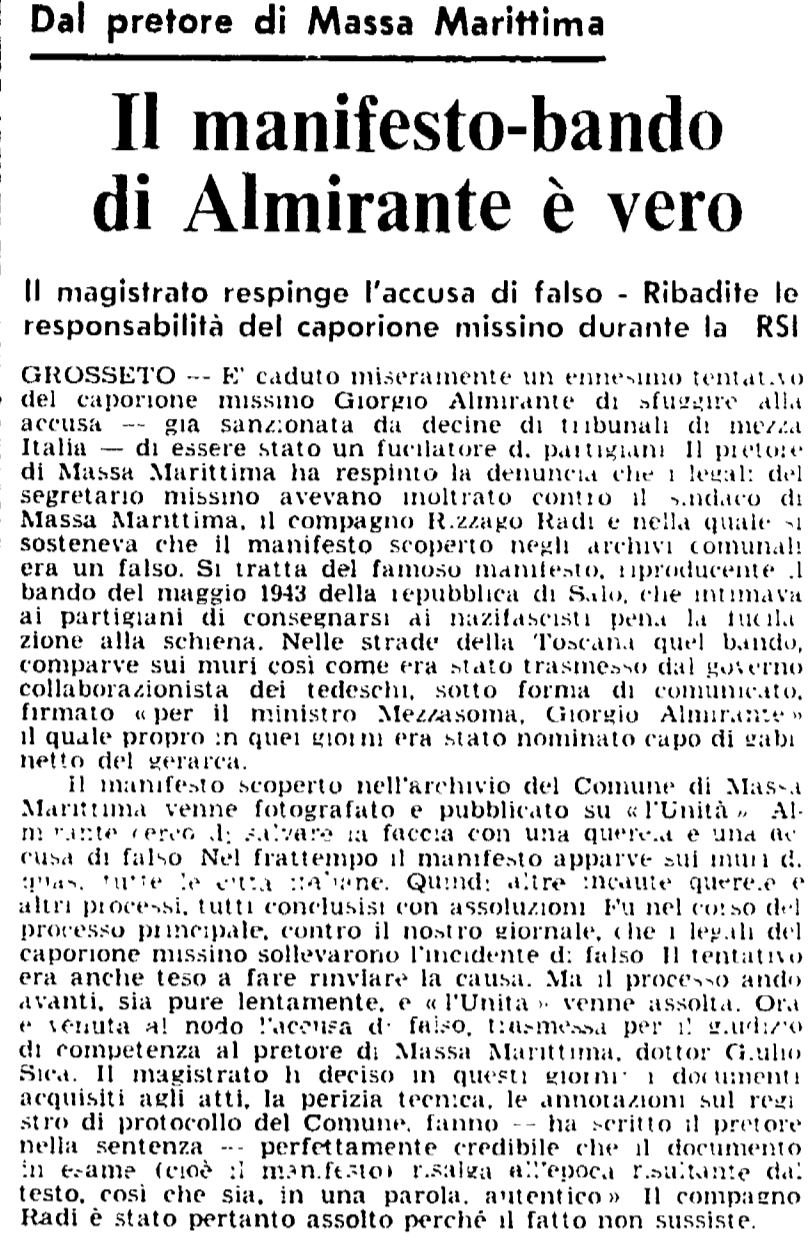 Dal pretore di Massa Marittima
Il manifesto-bando
di Almirante è vero
Il magistrato respinge l'accusa di falso - Ribadite le
responsabilità del caporione missino durante la RSI
GROSSETO -- E' caduto miseramente un ennesimo tentativo
del caporione missino Giorgio Almirante di sfuggire alla
accusa -- già sanzionata da decine di tribunali di mezza
Italia — di essere stato un fucilatore di partigiani Il pretore
di Massa Marittima ha respinto la denuncia che i legali del
segretario missino avevano inoltrato contro il sindaco di
Massa Marittima, il compagno Rizzago Radi e nella quale si
sosteneva che il manifesto scoperto negli archivi comunali
era un falso. Si tratta del famoso manifesto, riproducente il
bando del maggio 1943 della repubblica di Salò, che intimava
ai partigiani di consegnarsi ai nazifascisti pena la fucila
zione alla schiena. Nelle strade della Toscana quel bando,
comparve sui muri così come era stato trasmesso dal governo
collaborazionista dei tedeschi, sotto forma di comunicato,
firmato «per il ministro Mezzasoma, Giorgio Almirante»
il quale propro in quei giorni era stato nominato capo di gabi
netto del gerarca.
Il manifesto scoperto nell'archivio del Comune di Massa
Marittima venne fotografato e pubblicato su «l'Unità» Al-
mirante cercò di salvare la faccia con una querela e una ac
cusa di falso Nel frattempo il manifesto apparve sui muri di
quasi tutte le città italiane. Quindi altre incaute querele e
altri processi, tutti conclusisi con assoluzioni Fu nel corso del
processo principale, contro il nostro giornale, che i legali del
caporione missino sollevarono l'incidente di falso Il tentativo
era anche teso a fare rinviare la causa. Ma il processo andò
avanti, sia pure lentamente, e «l'Unità» venne assolta. Ora
è venuta al nodo l'accusa di falso, trasmessa per il giudizio
di competenza al pretore di Massa Marittima, dottor Giulio
Sica. Il magistrato h deciso in questi giorni: i documenti
acquisiti agli atti, la perizia tecnica, le annotazioni sul regi
stro di protocollo del Comune, fanno -- ha scritto il pretore
nella sentenza -- perfettamente credibile che il documento
in esame (cioè il manifesto) risalga all'epoca risultante dal
testo, così che sia, in una parola, autentico» Il compagno
Radi è stato pertanto assolto perché il fatto non sussiste.